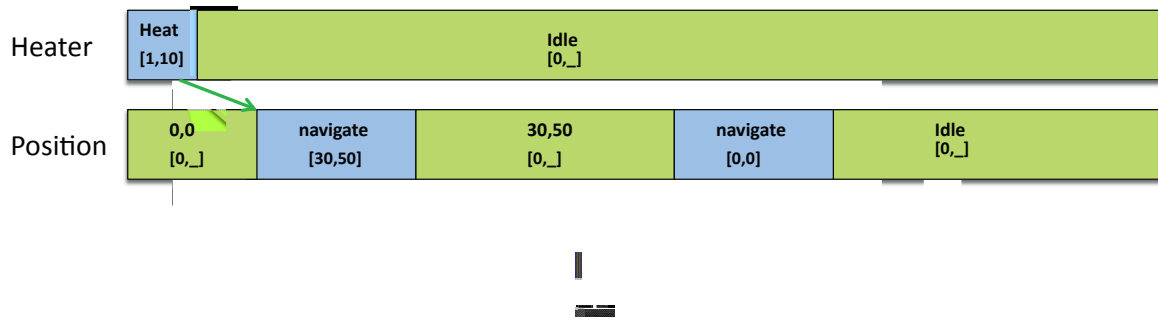 Heater
Heat
[1,10]
Idle
[0,_]
Position
0,0
[0,_]
navigate
[30,50]
30,50
[0,_]
navigate
[0,0]
Idle
[0,_]